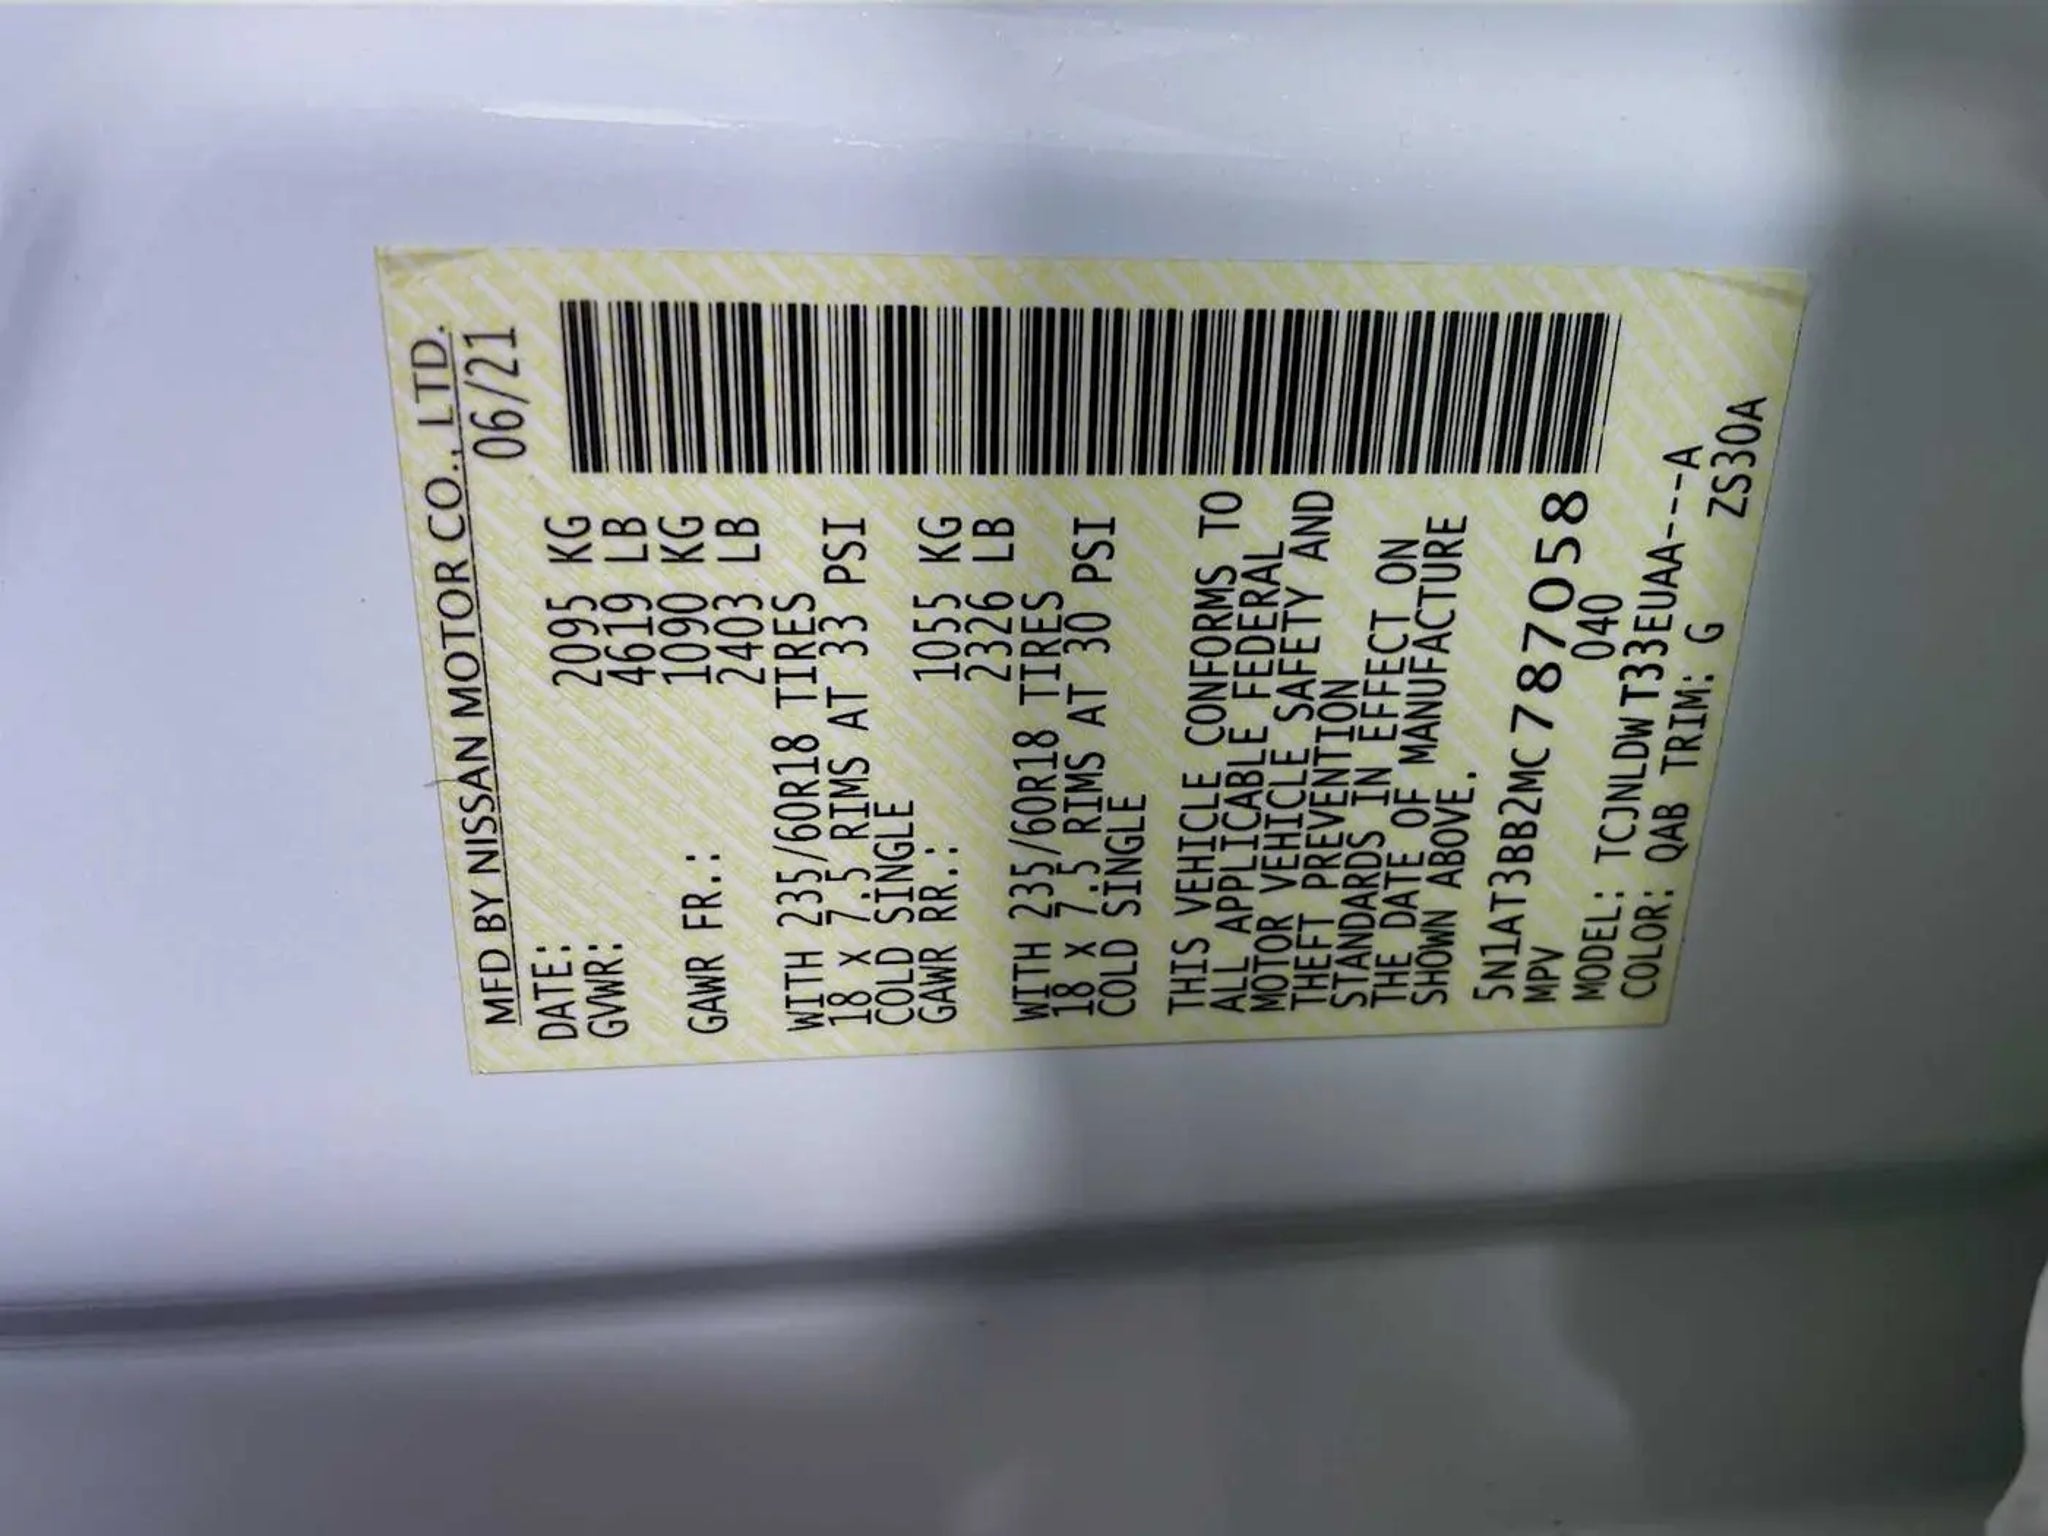 MFD BY NISSAN MOTOR CO., LTD.
DATE: 06/21
GVWR: 2095 KG
4619 LB
GAWR FR.: 1090 KG
2403 LB
WITH 235/60R18 TIRES
18 X 7.5 RIMS AT 33 PSI
COLD SINGLE
GAWR RR.: 1055 KG
2326 LB
WITH 235/60R18 TIRES
18 X 7.5 RIMS AT 30 PSI
COLD SINGLE
THIS VEHICLE CONFORMS TO
ALL APPLICABLE FEDERAL
MOTOR VEHICLE SAFETY AND
THEFT PREVENTION
STANDARDS IN EFFECT ON
THE DATE OF MANUFACTURE
SHOWN ABOVE.
5N1AT3BB2MC787058
MPV 040
MODEL: TCJNLDWT33EUAA---A
COLOR: QAB TRIM: G ZS30A